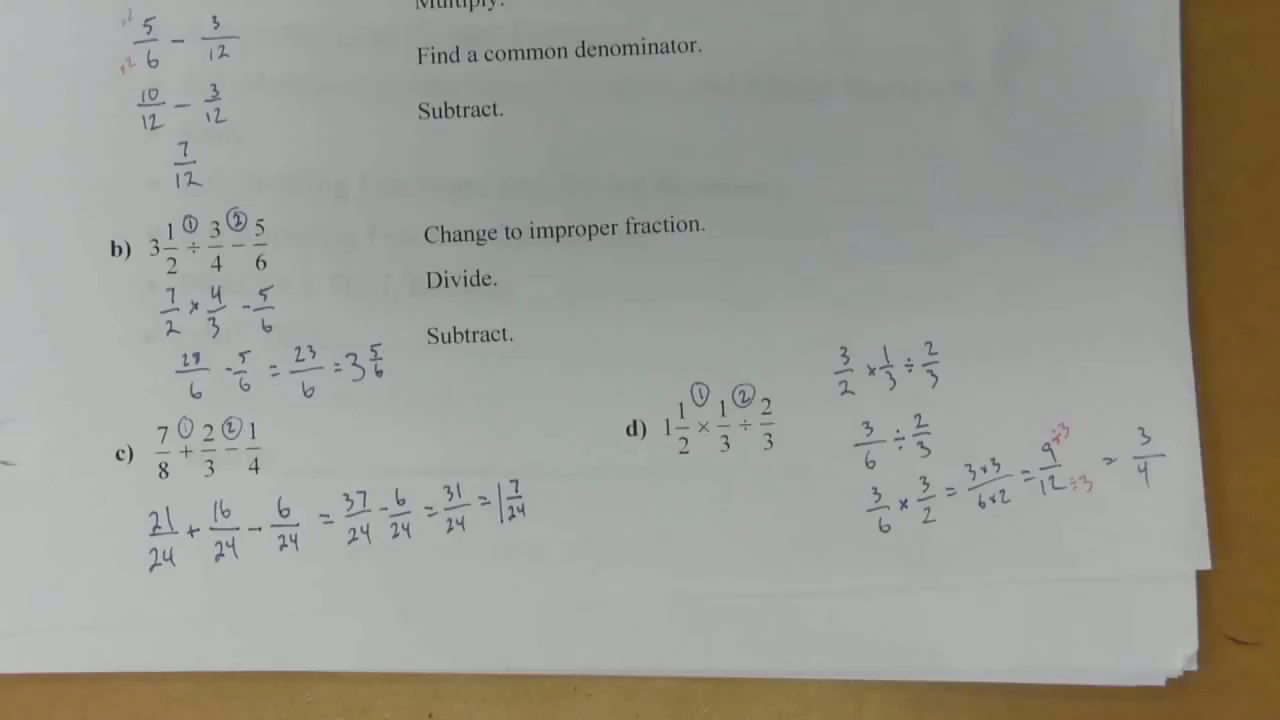 Multiply.
×2 5/6 − 3/12 ×2
Find a common denominator.
10/12 − 3/12
Subtract.
7/12
b) 3 1/2 ① ÷ 3/4 ② − 5/6
Change to improper fraction.
Divide.
7/2 × 4/3 − 5/6
Subtract.
28/6 − 5/6 = 23/6 = 3 5/6
c) 7/8 ① + 2/3 ② − 1/4
21/24 + 16/24 − 6/24 = 37/24 − 6/24 = 31/24 = 1 7/24
d) 1 1/2 ① × 1/3 ② ÷ 2/3
3/2 × 1/3 ÷ 2/3
3/6 ÷ 2/3
3/6 × 3/2 = 3×3/6×2 = 9÷3/12÷3 = 3/4